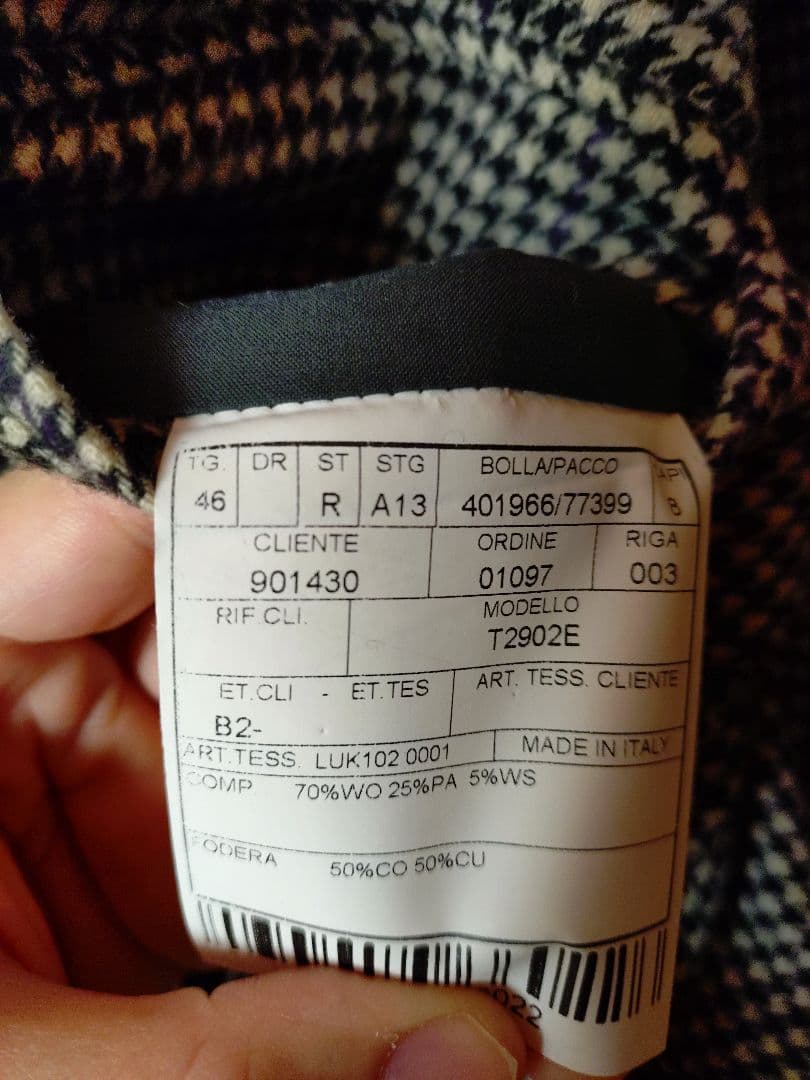 TG. DR ST STG BOLLA/PACCO AP
46 R A13 401966/77399 B
CLIENTE ORDINE RIGA
901430 01097 003
RIF.CLI. MODELLO
T2902E
ET.CLI - ET.TES ART. TESS. CLIENTE
B2-
ART.TESS. LUK102 0001 MADE IN ITALY
COMP 70%WO 25%PA 5%WS
FODERA 50%CO 50%CU